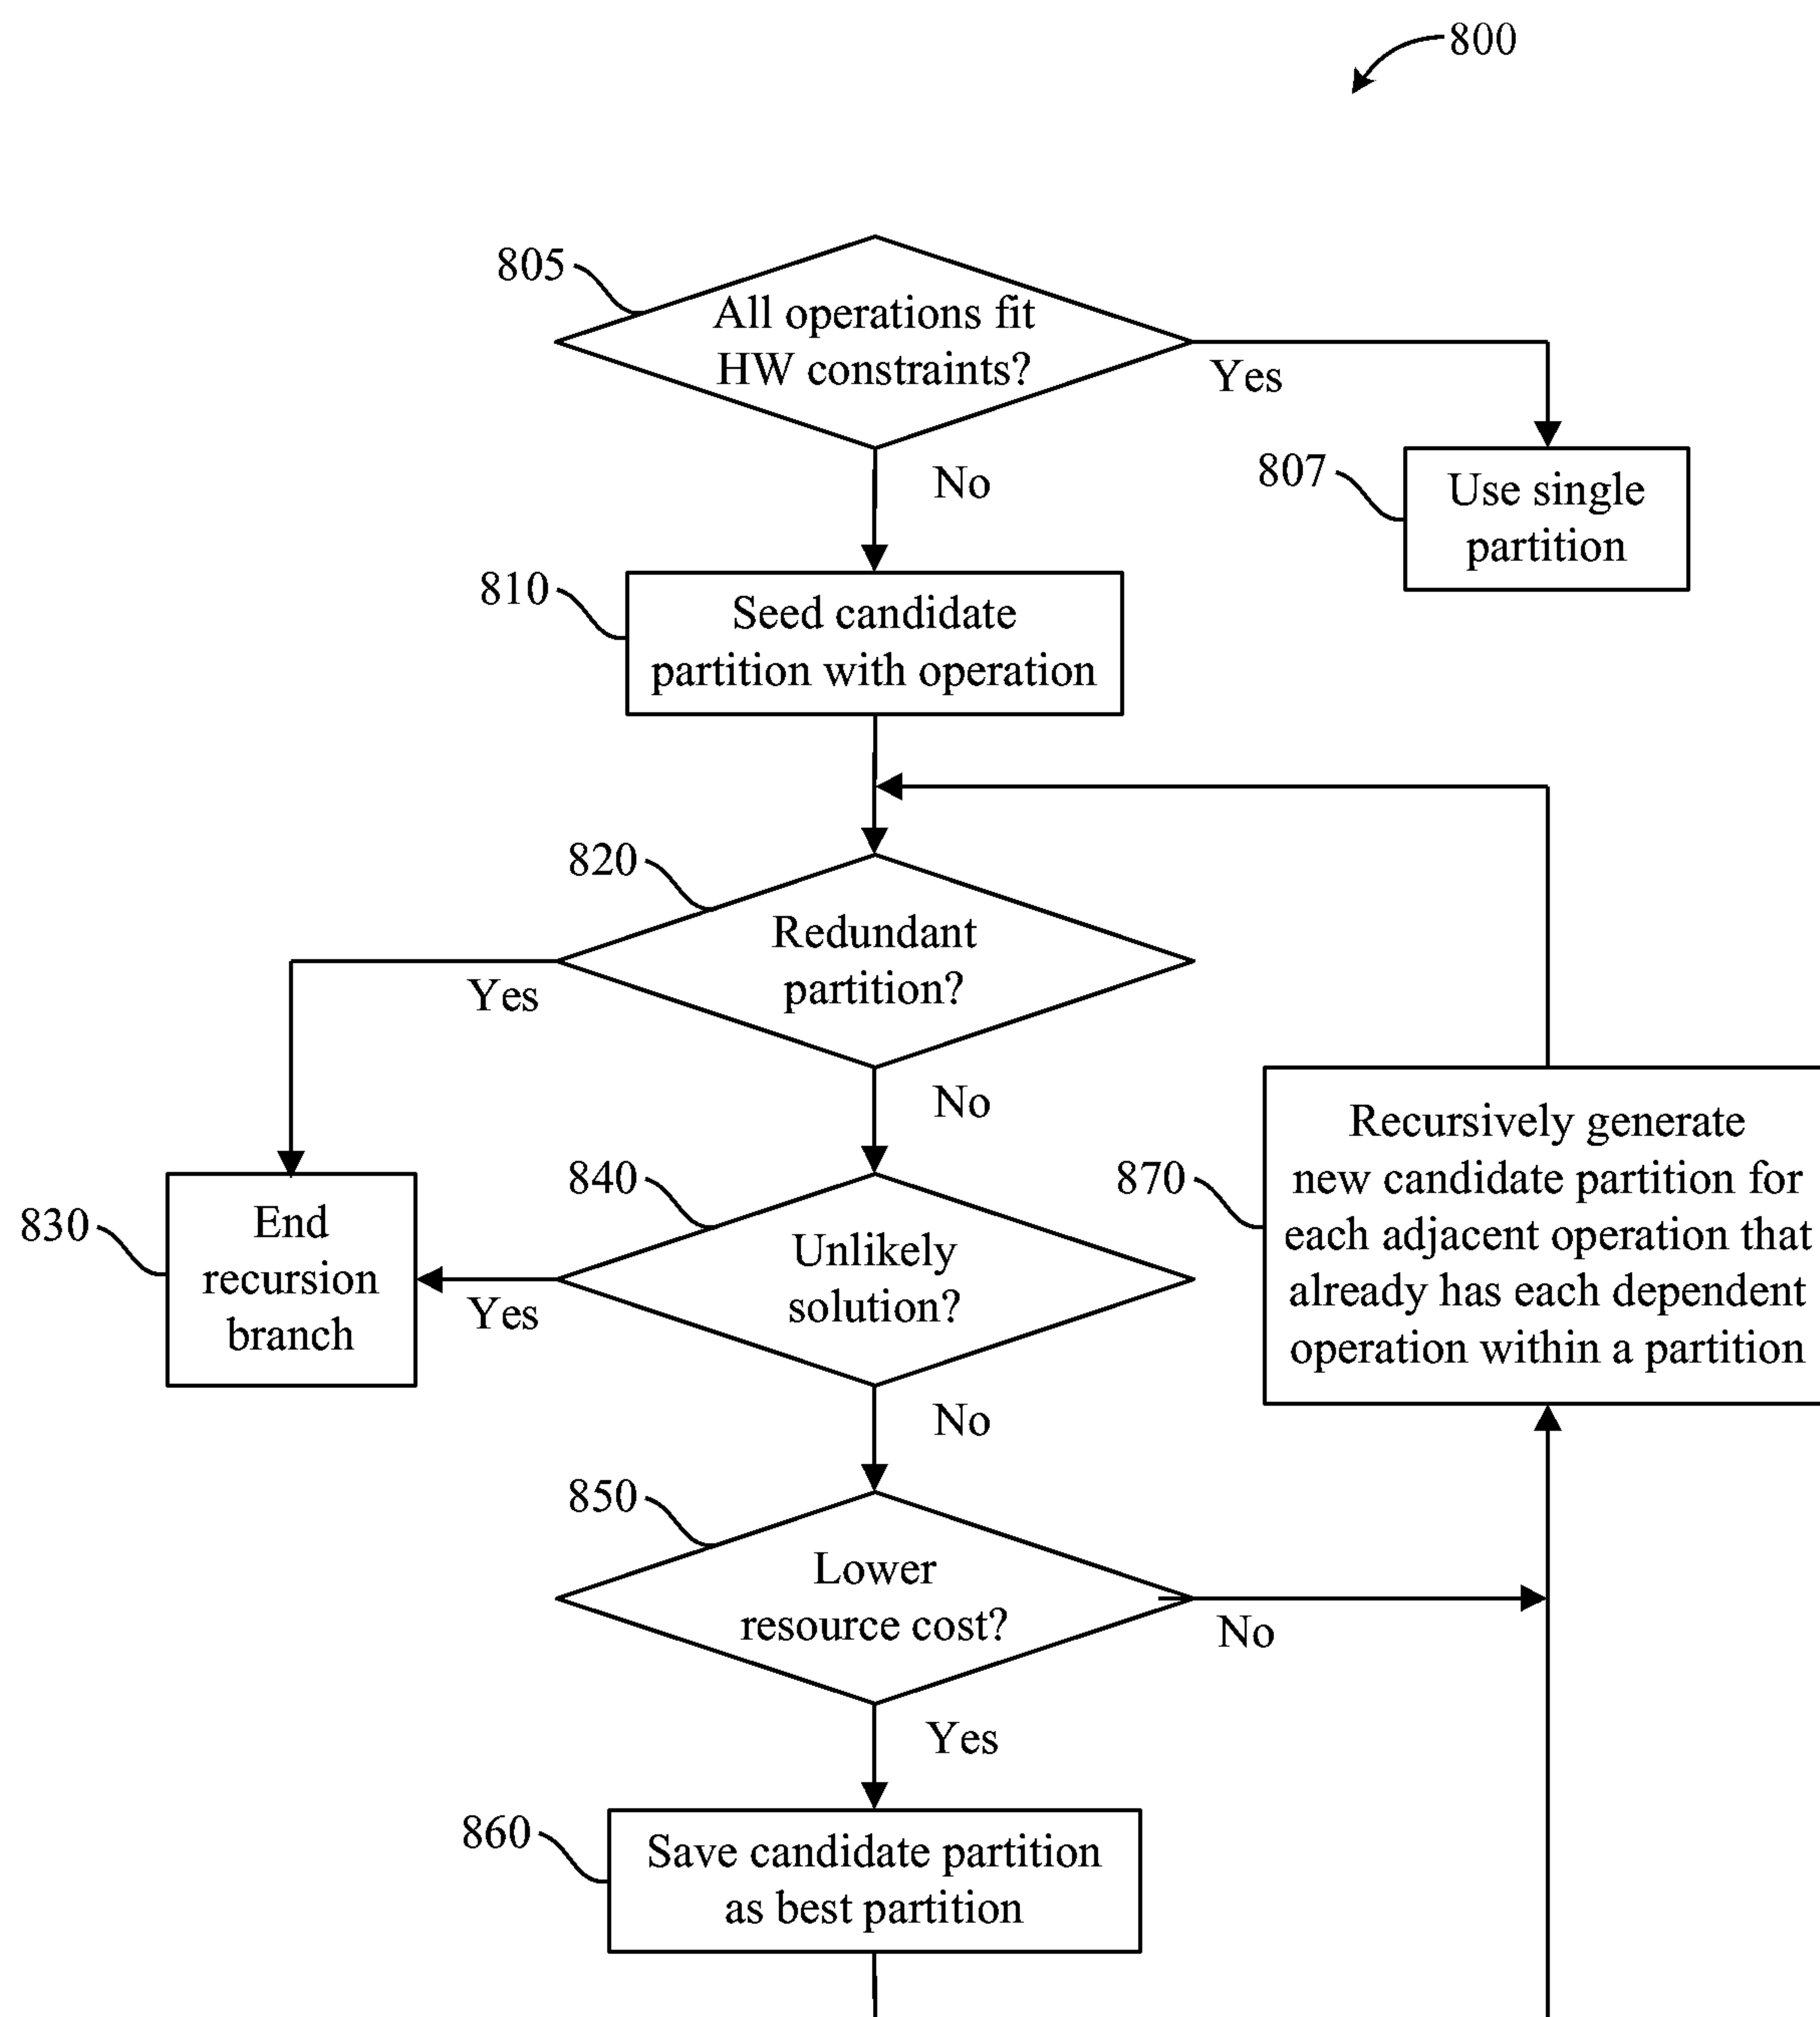 800
805
All operations fit
HW constraints?
Yes
No
807
Use single
partition
810
Seed candidate
partition with operation
820
Redundant
partition?
Yes
No
830
End
recursion
branch
840
Unlikely
solution?
Yes
No
870
Recursively generate
new candidate partition for
each adjacent operation that
already has each dependent
operation within a partition
850
Lower
resource cost?
No
Yes
860
Save candidate partition
as best partition